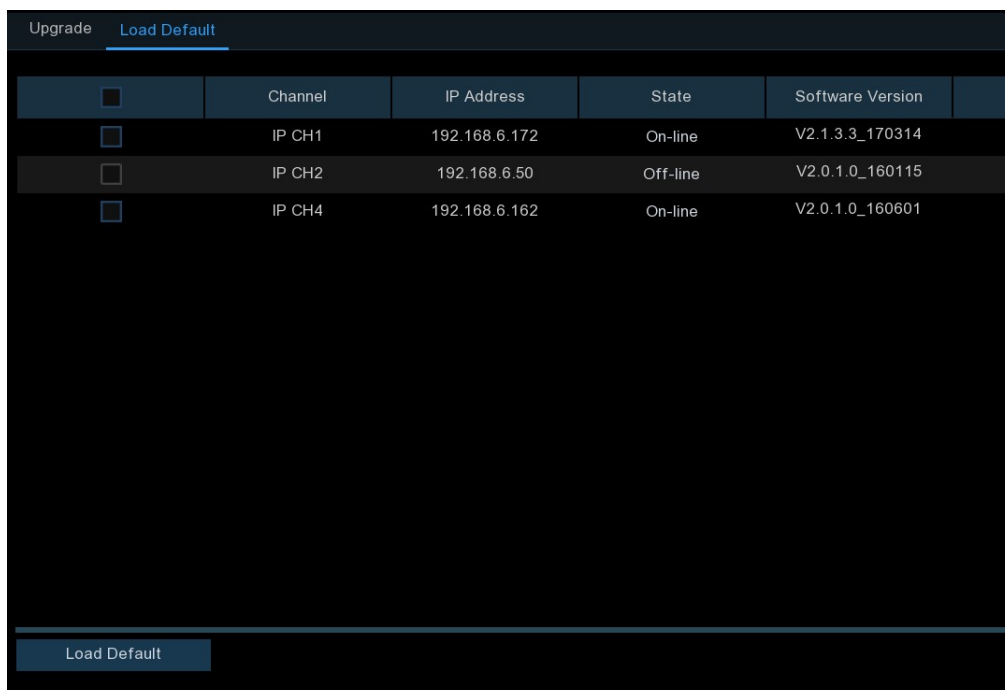 Upgrade Load Default
Channel IP Address State Software Version
IP CH1 192.168.6.172 On-line V2.1.3.3_170314
IP CH2 192.168.6.50 Off-line V2.0.1.0_160115
IP CH4 192.168.6.162 On-line V2.0.1.0_160601
Load Default